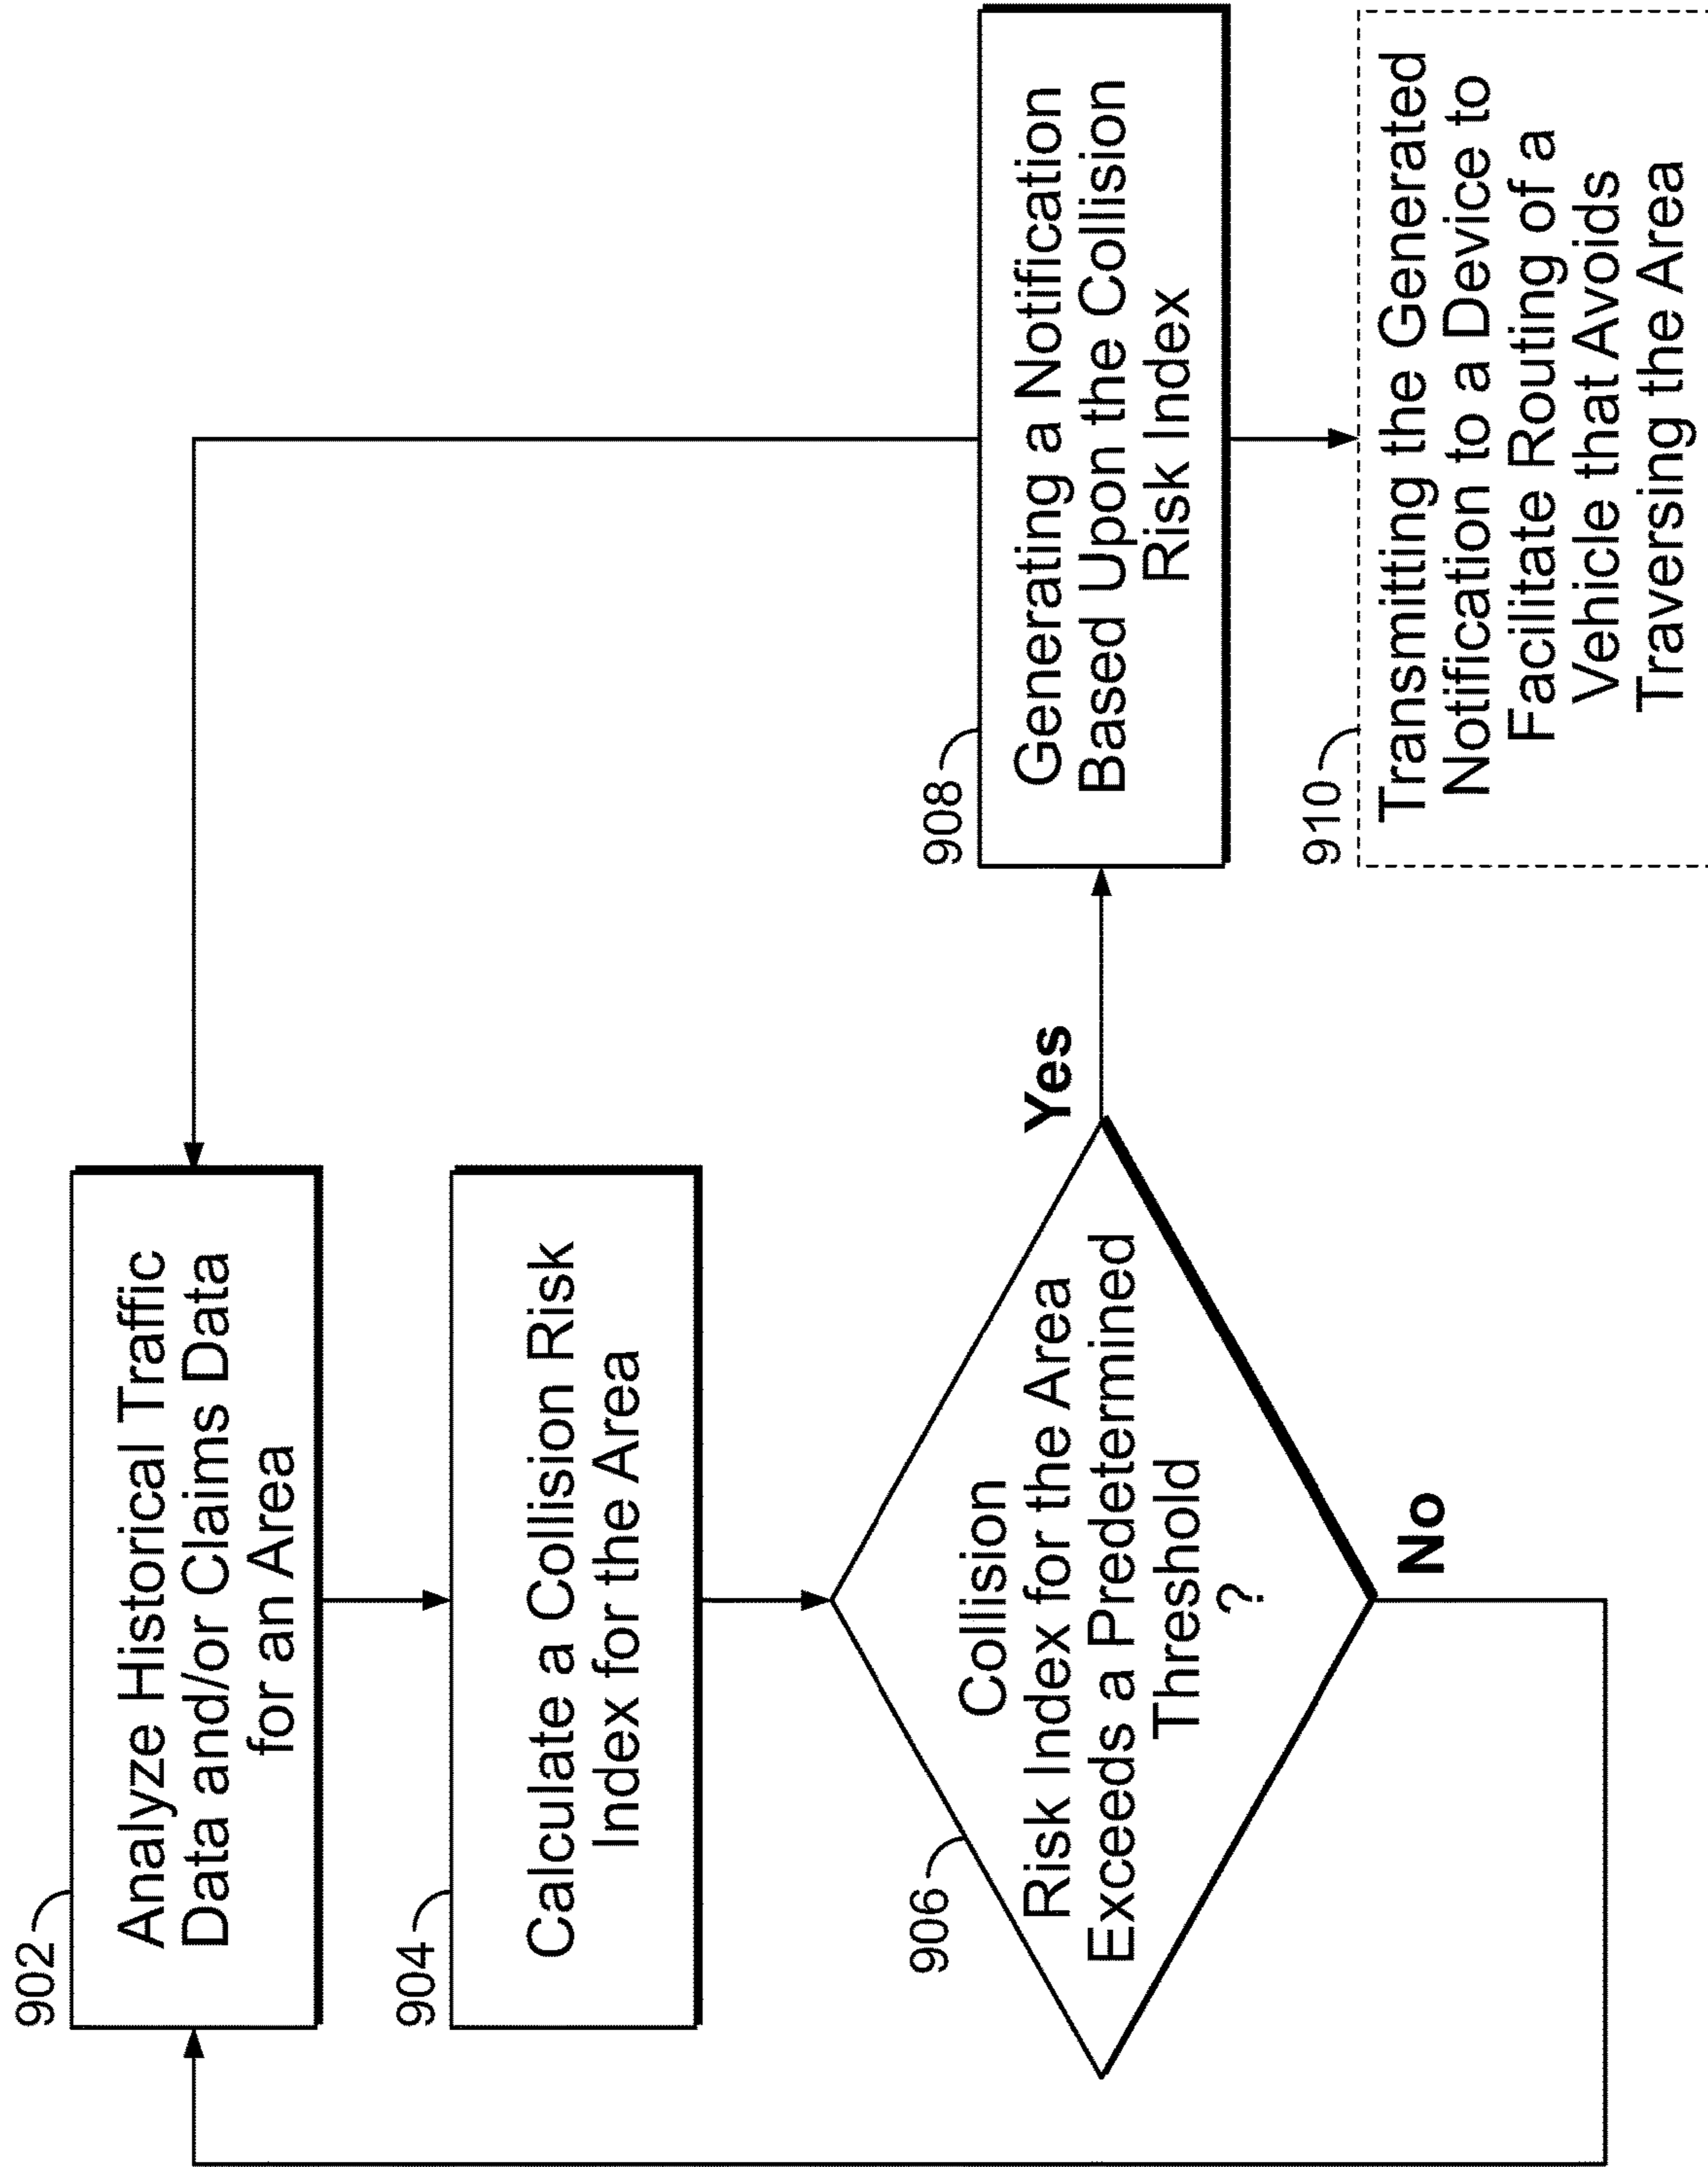 902
Analyze Historical Traffic
Data and/or Claims Data
for an Area
904
Calculate a Collision Risk
Index for the Area
906
Collision
Risk Index for the Area
Exceeds a Predetermined
Threshold
?
Yes
No
908
Generating a Notification
Based Upon the Collision
Risk Index
910
Transmitting the Generated
Notification to a Device to
Facilitate Routing of a
Vehicle that Avoids
Traversing the Area